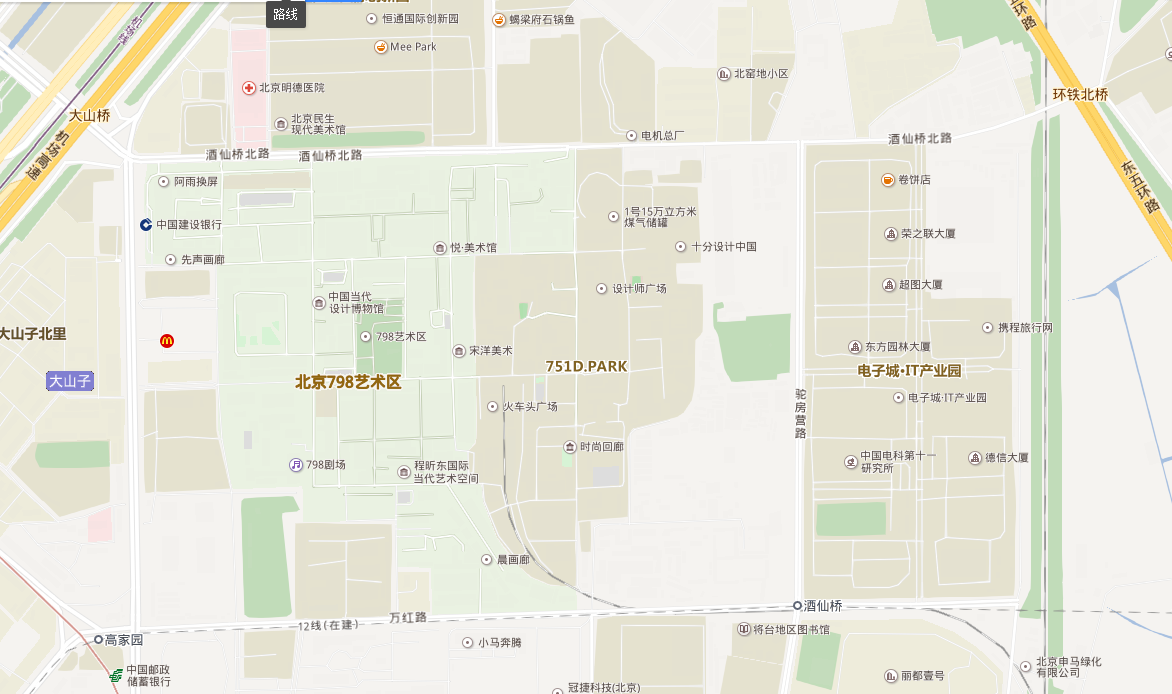 路线
恒通国际创新园
蝎梁府石锅鱼
Mee Park
机场线
五环路
北京明德医院
北窑地小区
环铁北桥
大山桥
北京民生
现代美术馆
电机总厂
酒仙桥北路
酒仙桥北路
酒仙桥北路
机场高速
东五环路
阿雨换屏
卷饼店
中国建设银行
1号15万立方米
煤气储罐
荣之联大厦
悦·美术馆
十分设计中国
先声画廊
设计师广场
超图大厦
中国当代
设计博物馆
携程旅行网
大山子北里
798艺术区
宋洋美术
东方园林大厦
751D.PARK
电子城·IT产业园
大山子
北京798艺术区
驼房营路
电子城·IT产业园
火车头广场
时尚回廊
798剧场
程昕东国际
当代艺术空间
中国电科第十一
研究所
德信大厦
晨画廊
酒仙桥
万红路
12线(在建)
将台地区图书馆
高家园
小马奔腾
中国邮政
储蓄银行
丽都壹号
北京申马绿化
有限公司
冠捷科技(北京)